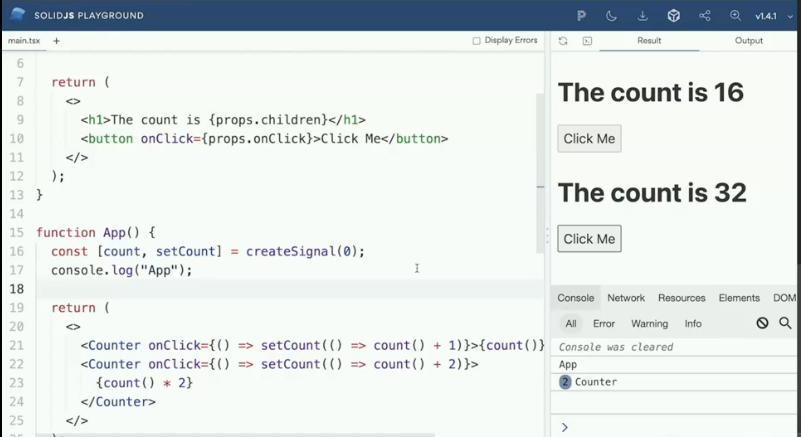 SOLIDJS PLAYGROUND
v1.4.1
main.tsx +
Display Errors
Result
Output
6
7 return (
8 <>
9 <h1>The count is {props.children}</h1>
10 <button onClick={props.onClick}>Click Me</button>
11 </>
12 );
13 }
14
15 function App() {
16 const [count, setCount] = createSignal(0);
17 console.log("App");
18
19 return (
20 <>
21 <Counter onClick={() => setCount(() => count() + 1)}>{count()}
22 <Counter onClick={() => setCount(() => count() + 2)}>
23 {count() * 2}
24 </Counter>
25 </>
The count is 16
Click Me
The count is 32
Click Me
Console Network Resources Elements DOM
All Error Warning Info
Console was cleared
App
2 Counter
>